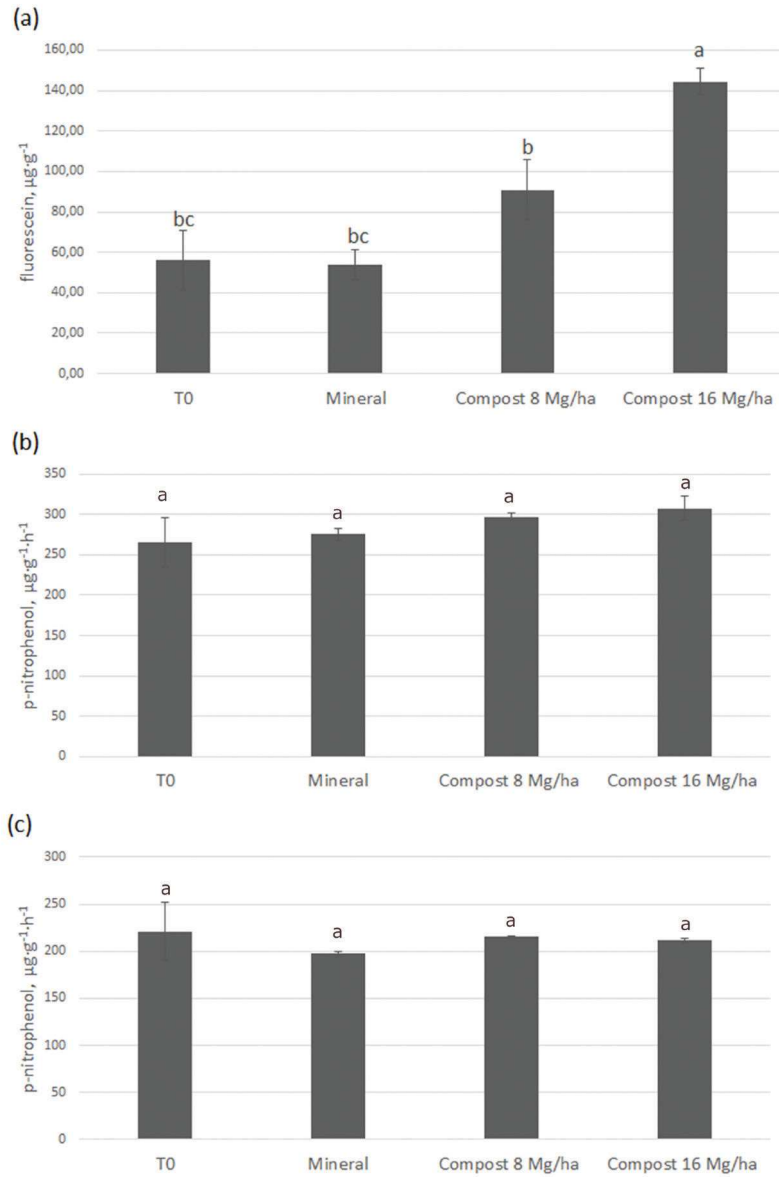 (a)
160,00
140,00
120,00
100,00
80,00
60,00
40,00
20,00
0,00
fluorescein, µg·g⁻¹
bc
bc
b
a
T0 Mineral Compost 8 Mg/ha Compost 16 Mg/ha
(b)
350
300
250
200
150
100
50
0
p-nitrophenol, µg·g⁻¹·h⁻¹
a a a a
T0 Mineral Compost 8 Mg/ha Compost 16 Mg/ha
(c)
300
250
200
150
100
50
0
p-nitrophenol, µg·g⁻¹·h⁻¹
a a a a
T0 Mineral Compost 8 Mg/ha Compost 16 Mg/ha